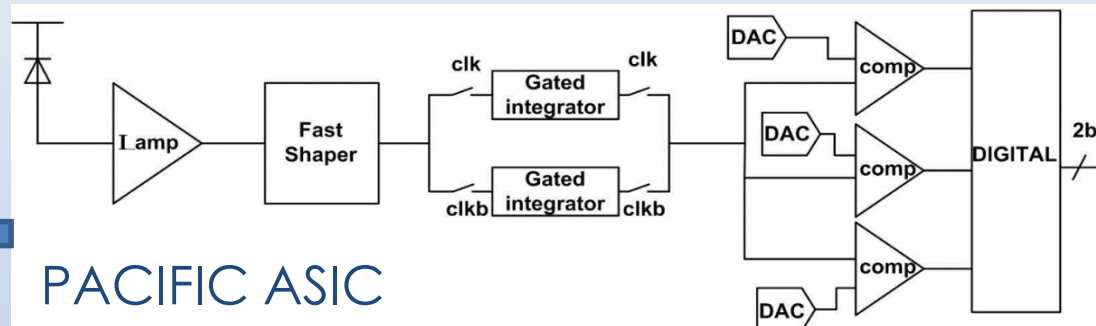 DAC
comp
clk
clk
Gated
integrator
I.amp
Fast
Shaper
DAC
comp
2b
DIGITAL
Gated
integrator
clkb
clkb
comp
DAC
PACIFIC ASIC